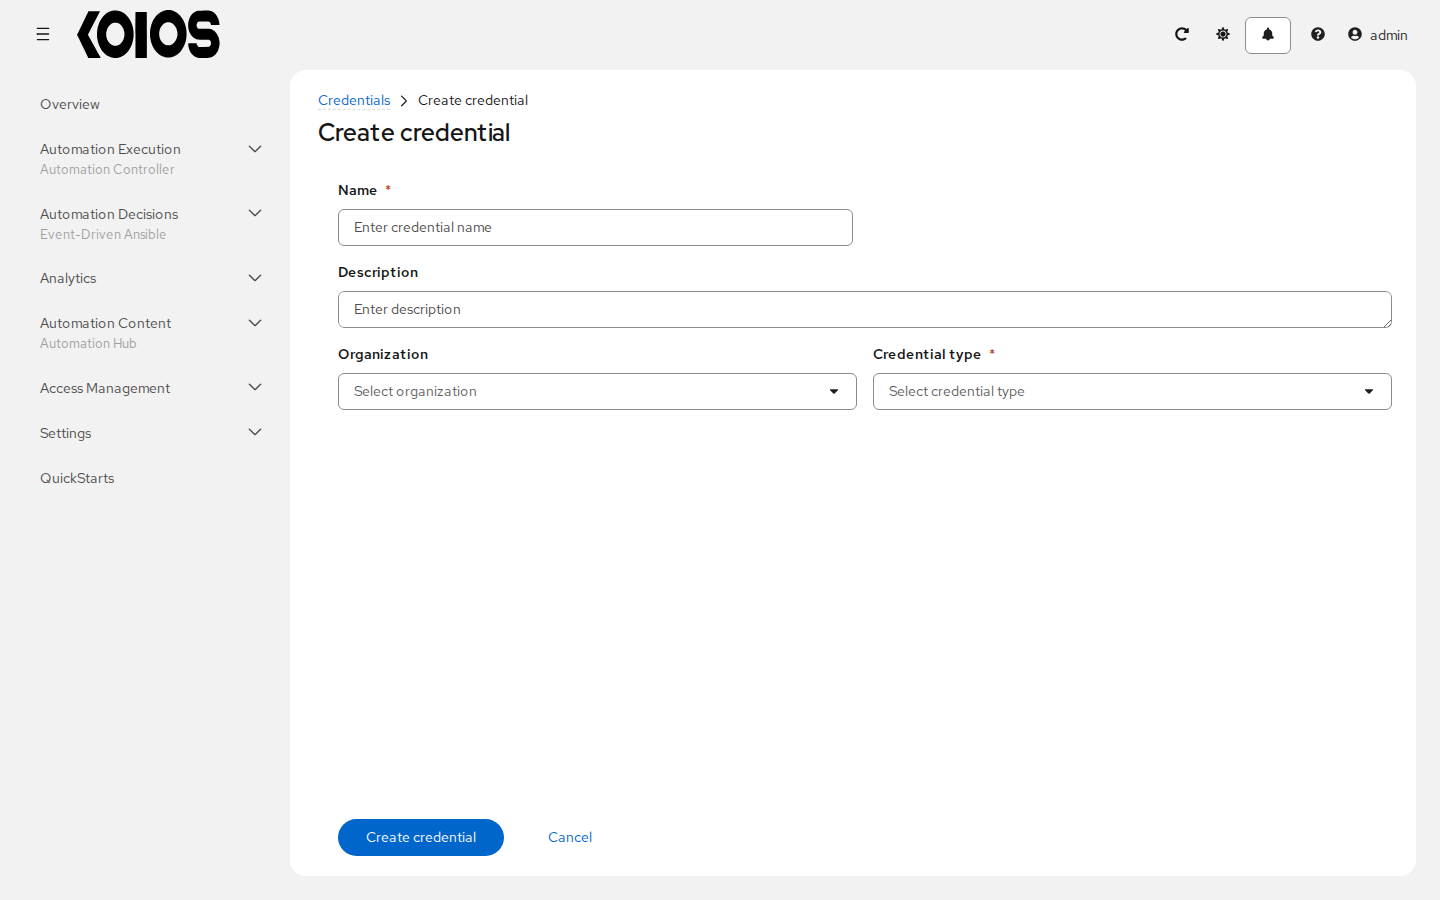 KOIOS
admin
Overview
Automation Execution
Automation Controller
Automation Decisions
Event-Driven Ansible
Analytics
Automation Content
Automation Hub
Access Management
Settings
QuickStarts
Credentials > Create credential
Create credential
Name *
Enter credential name
Description
Enter description
Organization
Select organization
Credential type *
Select credential type
Create credential
Cancel